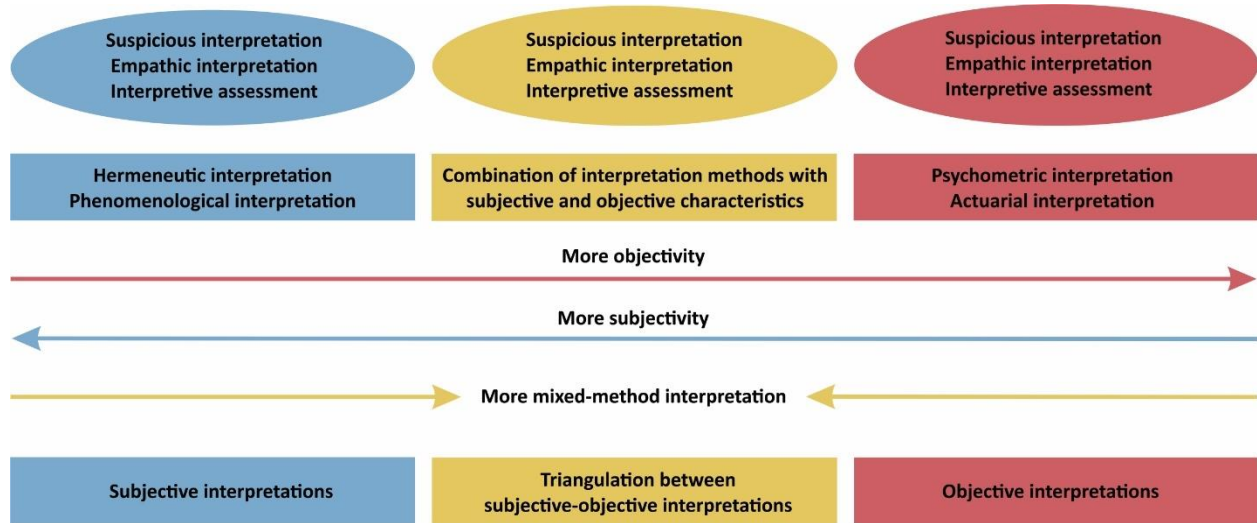 Suspicious interpretation
Empathic interpretation
Interpretive assessment
Suspicious interpretation
Empathic interpretation
Interpretive assessment
Suspicious interpretation
Empathic interpretation
Interpretive assessment
Hermeneutic interpretation
Phenomenological interpretation
Combination of interpretation methods with
subjective and objective characteristics
Psychometric interpretation
Actuarial interpretation
More objectivity
More subjectivity
More mixed-method interpretation
Subjective interpretations
Triangulation between
subjective-objective interpretations
Objective interpretations